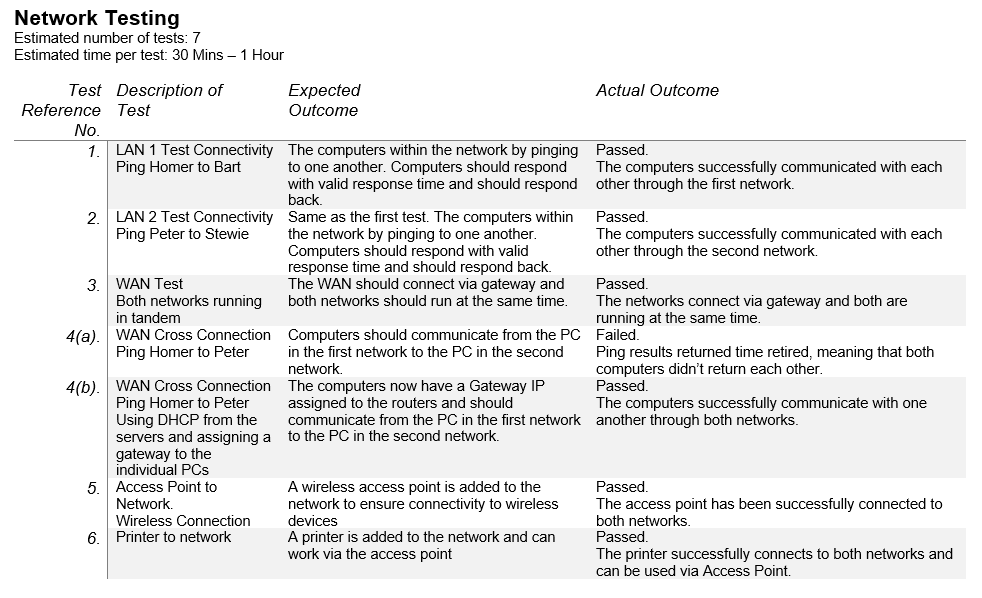 Network Testing
Estimated number of tests: 7
Estimated time per test: 30 Mins – 1 Hour
Test Reference No. Description of Test Expected Outcome Actual Outcome
1. LAN 1 Test Connectivity The computers within the network by pinging Passed.
Ping Homer to Bart to one another. Computers should respond The computers successfully communicated with each
with valid response time and should respond other through the first network.
back.
2. LAN 2 Test Connectivity Same as the first test. The computers within Passed.
Ping Peter to Stewie the network by pinging to one another. The computers successfully communicated with each
Computers should respond with valid other through the second network.
response time and should respond back.
3. WAN Test The WAN should connect via gateway and Passed.
Both networks running both networks should run at the same time. The networks connect via gateway and both are
in tandem running at the same time.
4(a). WAN Cross Connection Computers should communicate from the PC Failed.
Ping Homer to Peter in the first network to the PC in the second Ping results returned time retired, meaning that both
network. computers didn’t return each other.
4(b). WAN Cross Connection The computers now have a Gateway IP Passed.
Ping Homer to Peter assigned to the routers and should The computers successfully communicate with one
Using DHCP from the communicate from the PC in the first network another through both networks.
servers and assigning a to the PC in the second network.
gateway to the
individual PCs
5. Access Point to A wireless access point is added to the Passed.
Network. network to ensure connectivity to wireless The access point has been successfully connected to
Wireless Connection devices both networks.
6. Printer to network A printer is added to the network and can Passed.
work via the access point The printer successfully connects to both networks and
can be used via Access Point.